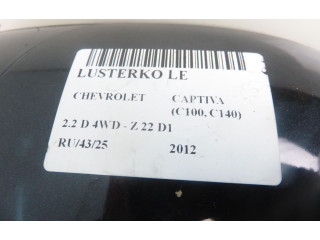 LUSTERKO LE
CHEVROLET CAPTIVA
(C100, C140)
2.2 D 4WD - Z 22 D1
RU/43/25 2012